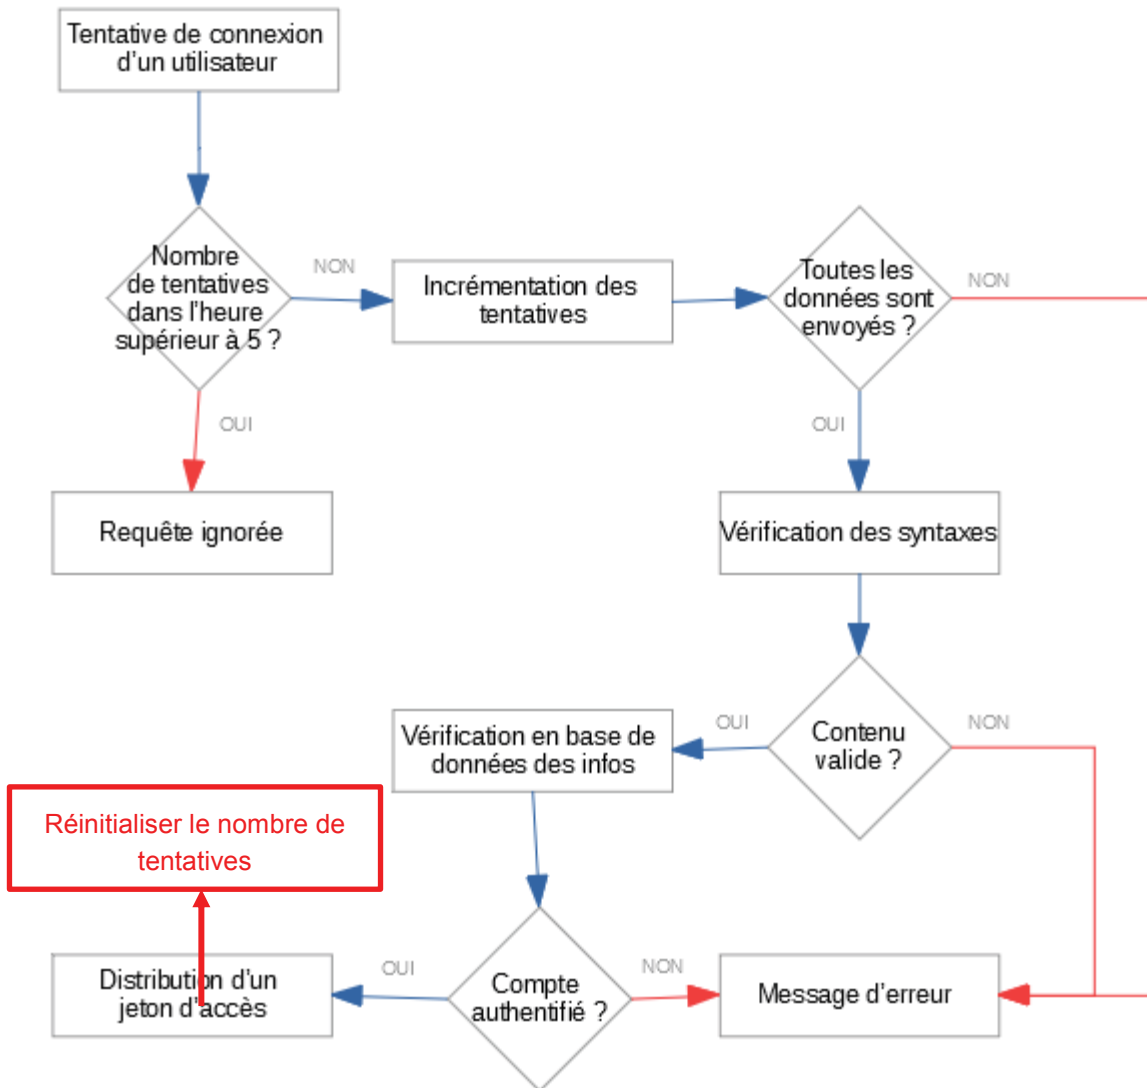 Tentative de connexion
d'un utilisateur
Nombre
de tentatives
dans l'heure
supérieur à 5 ?
NON
Incrémentation des
tentatives
Toutes les
données sont
envoyés ?
NON
OUI
OUI
Requête ignorée
Vérification des syntaxes
Vérification en base de
données des infos
OUI
Contenu
valide ?
NON
Réinitialiser le nombre de
tentatives
Distribution d'un
jeton d'accès
OUI
Compte
authentifié ?
NON
Message d'erreur